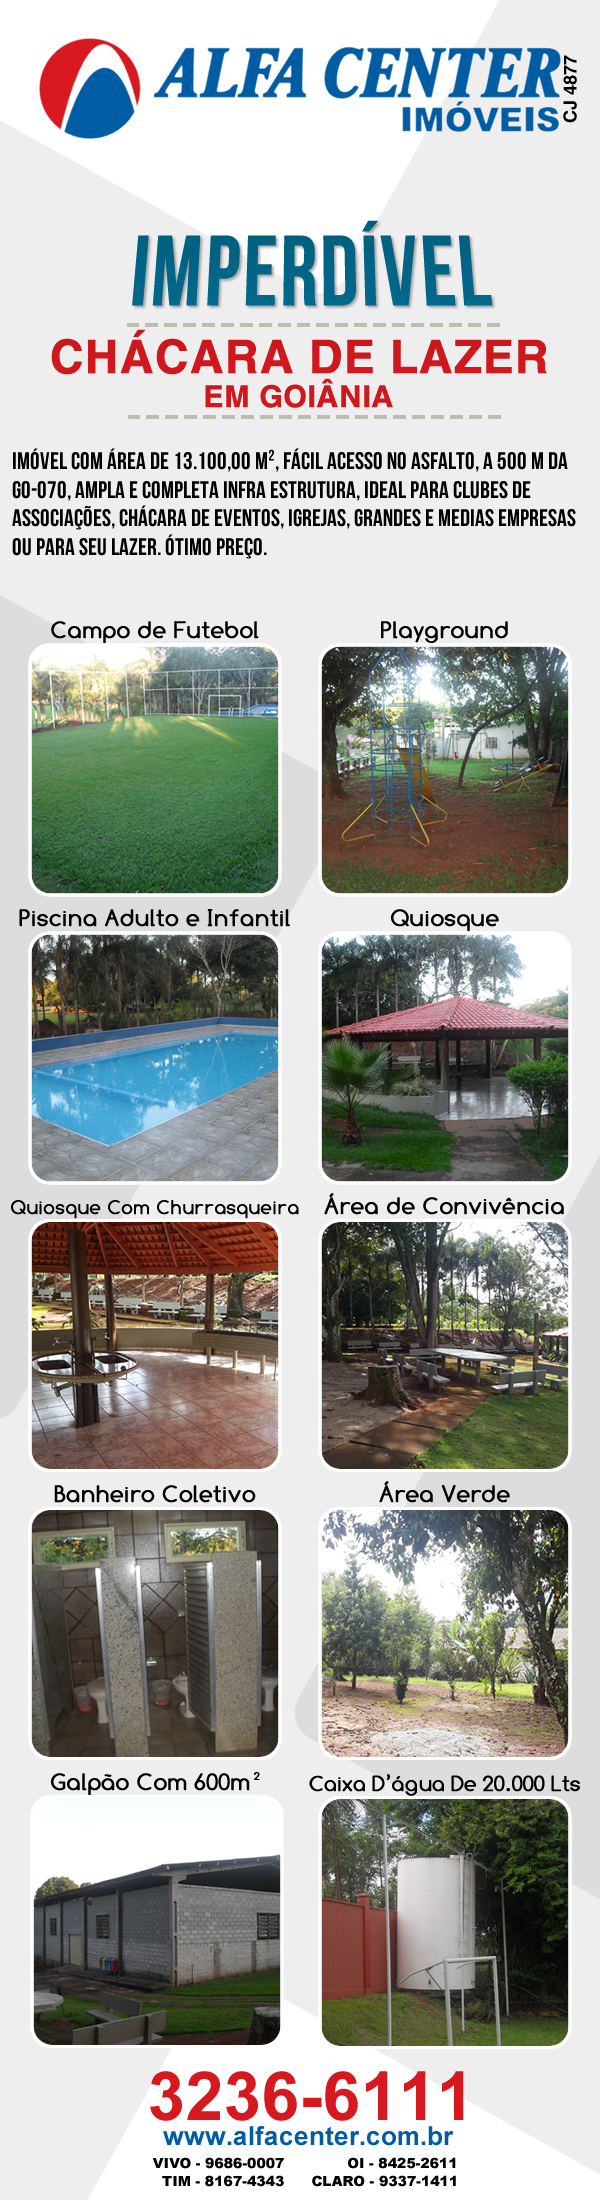 ALFA CENTER
IMÓVEIS
CJ 4877
IMPERDÍVEL
CHÁCARA DE LAZER
EM GOIÂNIA
IMÓVEL COM ÁREA DE 13.100,00 M², FÁCIL ACESSO NO ASFALTO, A 500 M DA
GO-070, AMPLA E COMPLETA INFRA ESTRUTURA, IDEAL PARA CLUBES DE
ASSOCIAÇÕES, CHÁCARA DE EVENTOS, IGREJAS, GRANDES E MEDIAS EMPRESAS
OU PARA SEU LAZER. ÓTIMO PREÇO.
Campo de Futebol
Playground
Piscina Adulto e Infantil
Quiosque
Quiosque Com Churrasqueira
Área de Convivência
Banheiro Coletivo
Área Verde
Galpão Com 600m²
Caixa D'água De 20.000 Lts
3236-6111
www.alfacenter.com.br
VIVO - 9686-0007
OI - 8425-2611
TIM - 8167-4343
CLARO - 9337-1411